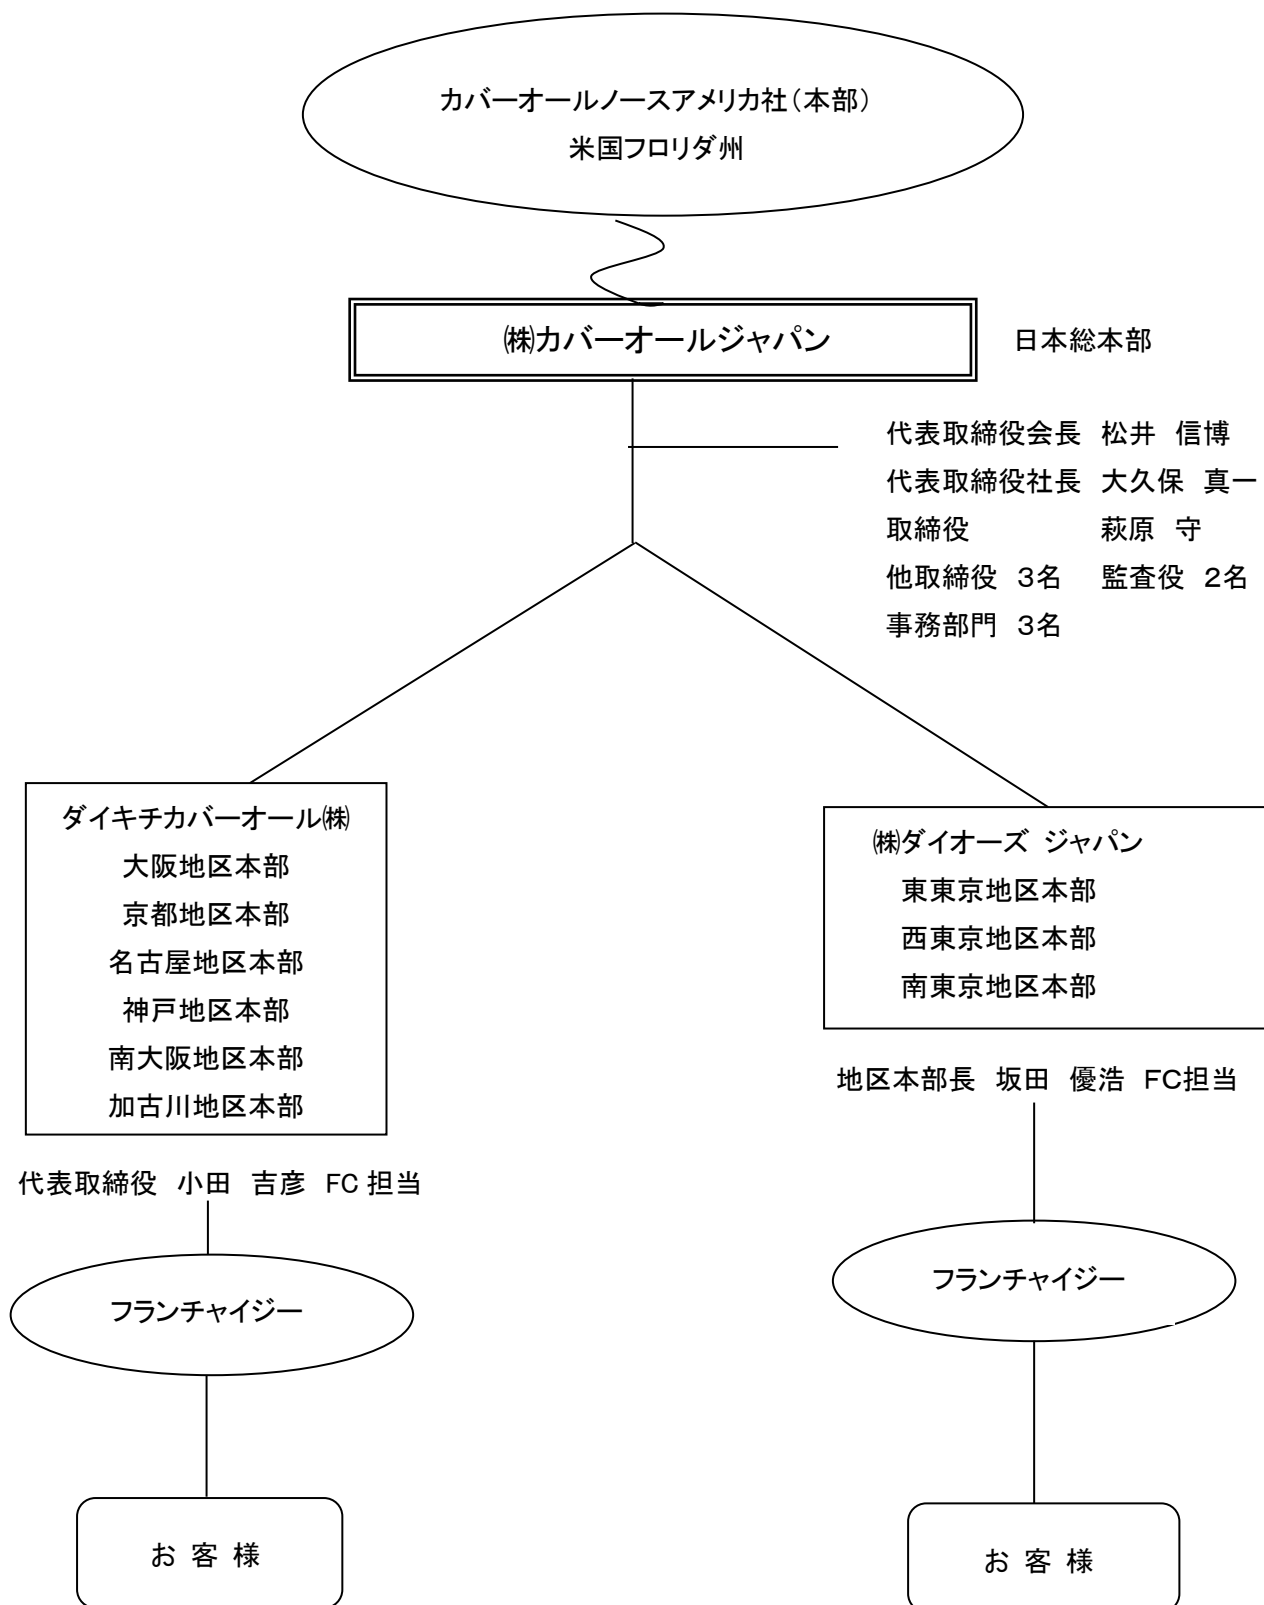 カバーオールノースアメリカ社（本部）
米国フロリダ州
㈱カバーオールジャパン
日本総本部
代表取締役会長 松井 信博
代表取締役社長 大久保 真一
取締役 萩原 守
他取締役 3名 監査役 2名
事務部門 3名
ダイキチカバーオール㈱
大阪地区本部
京都地区本部
名古屋地区本部
神戸地区本部
南大阪地区本部
加古川地区本部
代表取締役 小田 吉彦 FC 担当
フランチャイジー
お 客 様
㈱ダイオーズ ジャパン
東東京地区本部
西東京地区本部
南東京地区本部
地区本部長 坂田 優浩 FC担当
フランチャイジー
お 客 様